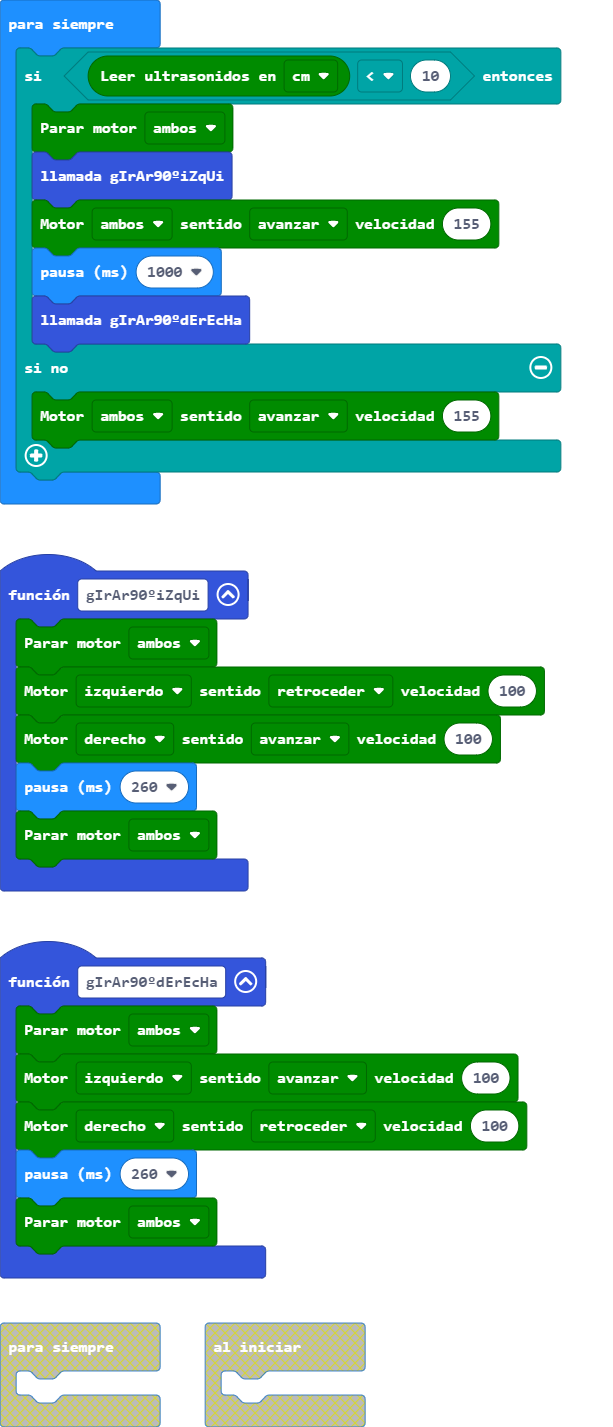 para siempre
si Leer ultrasonidos en cm < 10 entonces
Parar motor ambos
llamada gIrAr90ºiZqUi
Motor ambos sentido avanzar velocidad 155
pausa (ms) 1000
llamada gIrAr90ºdErEcHa
si no
Motor ambos sentido avanzar velocidad 155
función gIrAr90ºiZqUi
Parar motor ambos
Motor izquierdo sentido retroceder velocidad 100
Motor derecho sentido avanzar velocidad 100
pausa (ms) 260
Parar motor ambos
función gIrAr90ºdErEcHa
Parar motor ambos
Motor izquierdo sentido avanzar velocidad 100
Motor derecho sentido retroceder velocidad 100
pausa (ms) 260
Parar motor ambos
para siempre
al iniciar